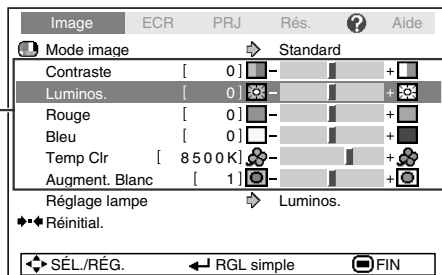 Image ECR PRJ Rés. ? Aide
Mode image Standard
Contraste [ 0] - +
Luminos. [ 0] - +
Rouge [ 0] - +
Bleu [ 0] - +
Temp Clr [ 8500K] - +
Augment. Blanc [ 1] - +
Réglage lampe Luminos.
Réinitial.
SÉL./RÉG. RGL simple FIN